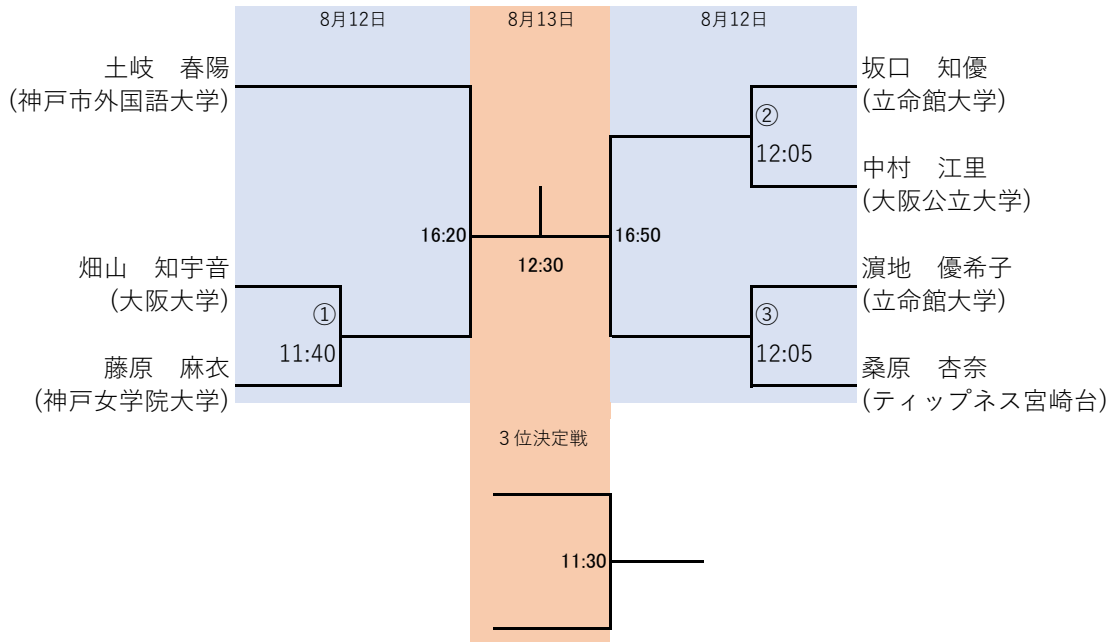 8月12日
8月13日
8月12日
土岐　春陽
(神戸市外国語大学)
畑山　知宇音
(大阪大学)
①
11:40
藤原　麻衣
(神戸女学院大学)
16:20
12:30
16:50
坂口　知優
(立命館大学)
②
12:05
中村　江里
(大阪公立大学)
濵地　優希子
(立命館大学)
③
12:05
桑原　杏奈
(ティップネス宮崎台)
３位決定戦
11:30